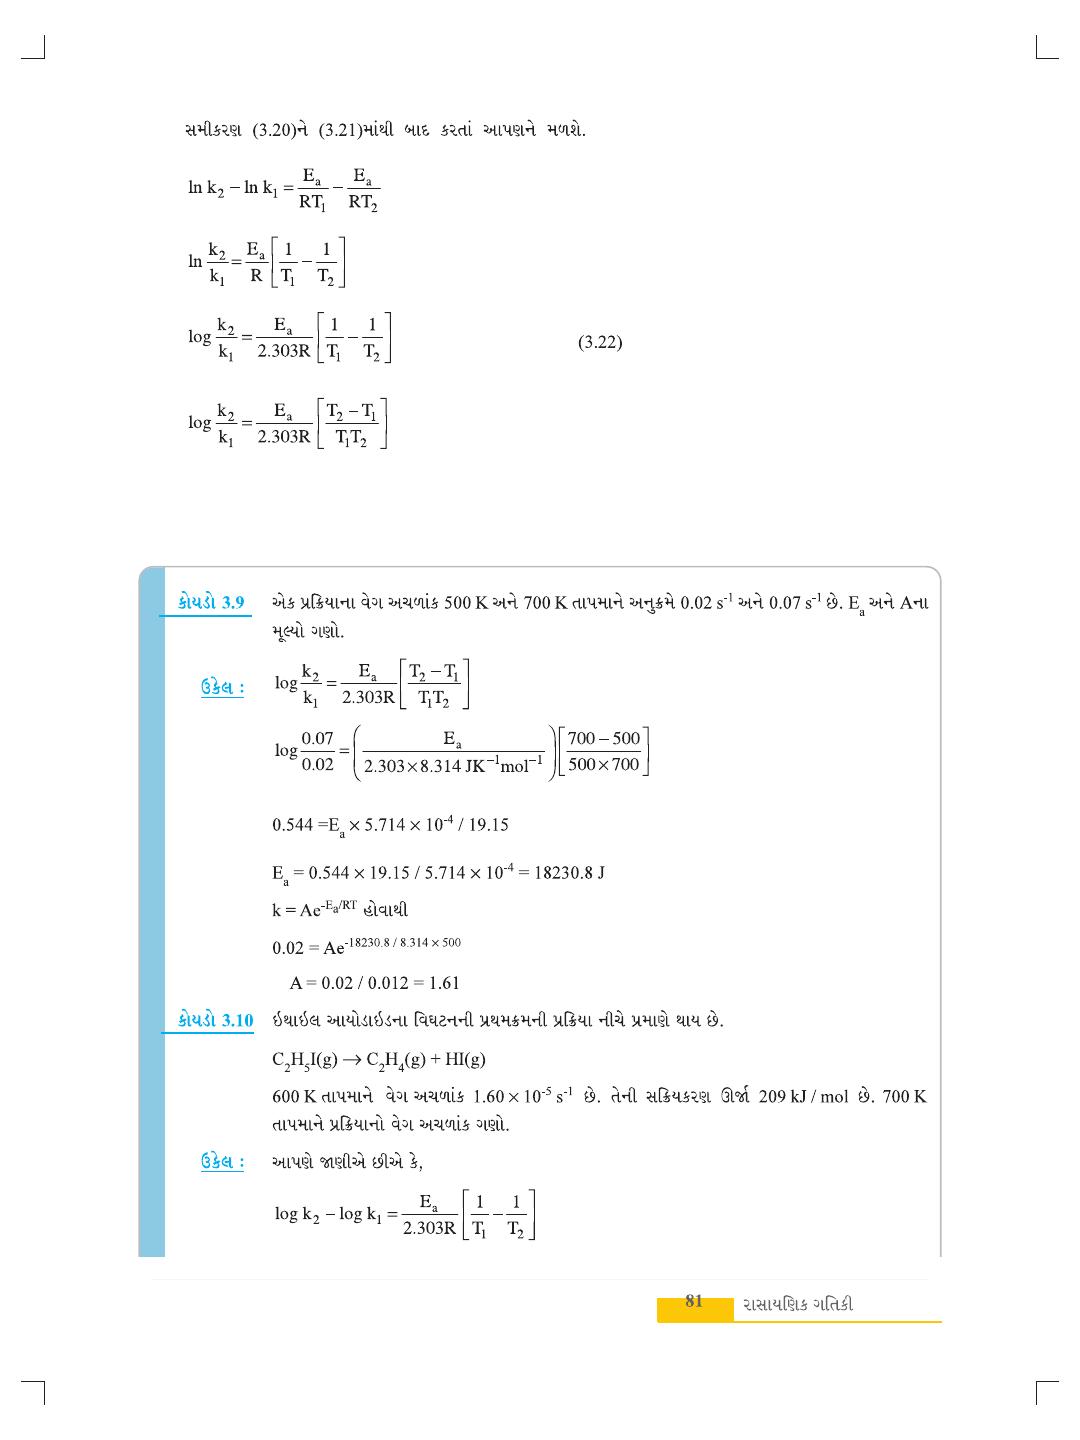 સમીકરણ (3.20)ને (3.21)માંથી બાદ કરતાં આપણને મળશે.
ln k₂ − ln k₁ = Eₐ/RT₁ − Eₐ/RT₂
ln k₂/k₁ = Eₐ/R [1/T₁ − 1/T₂]
log k₂/k₁ = Eₐ/2.303R [1/T₁ − 1/T₂] (3.22)
log k₂/k₁ = Eₐ/2.303R [T₂ − T₁/T₁T₂]
કોયડો 3.9 એક પ્રક્રિયાના વેગ અચળાંક 500 K અને 700 K તાપમાને અનુક્રમે 0.02 s⁻¹ અને 0.07 s⁻¹ છે. Eₐ અને Aના
મૂલ્યો ગણો.
ઉકેલ : log k₂/k₁ = Eₐ/2.303R [T₂ − T₁/T₁T₂]
log 0.07/0.02 = (Eₐ/2.303 × 8.314 JK⁻¹mol⁻¹) [700 − 500/500 × 700]
0.544 =Eₐ × 5.714 × 10⁻⁴ / 19.15
Eₐ = 0.544 × 19.15 / 5.714 × 10⁻⁴ = 18230.8 J
k = Ae^(-Eₐ/RT) હોવાથી
0.02 = Ae^(-18230.8 / 8.314 × 500)
A = 0.02 / 0.012 = 1.61
કોયડો 3.10 ઇથાઇલ આયોડાઇડના વિઘટનની પ્રથમક્રમની પ્રક્રિયા નીચે પ્રમાણે થાય છે.
C₂H₅I(g) → C₂H₄(g) + HI(g)
600 K તાપમાને વેગ અચળાંક 1.60 × 10⁻⁵ s⁻¹ છે. તેની સક્રિયકરણ ઊર્જા 209 kJ / mol છે. 700 K
તાપમાને પ્રક્રિયાનો વેગ અચળાંક ગણો.
ઉકેલ : આપણે જાણીએ છીએ કે,
log k₂ − log k₁ = Eₐ/2.303R [1/T₁ − 1/T₂]
81 રાસાયણિક ગતિકી